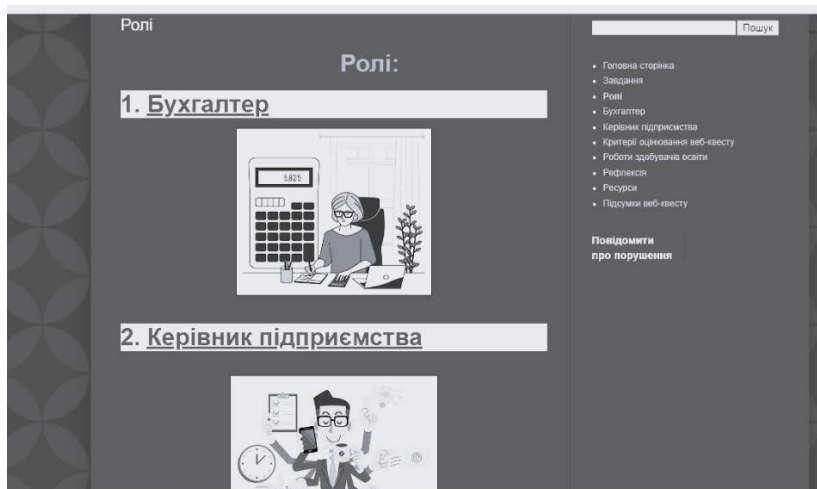 Ролі
Ролі:
1. Бухгалтер
5,825
2. Керівник підприємства
Пошук
Головна сторінка
Завдання
Ролі
Бухгалтер
Керівник підприємства
Критерії оцінювання веб-квесту
Роботи здобувачів освіти
Рефлексія
Ресурси
Підсумки веб-квесту
Повідомити
про порушення